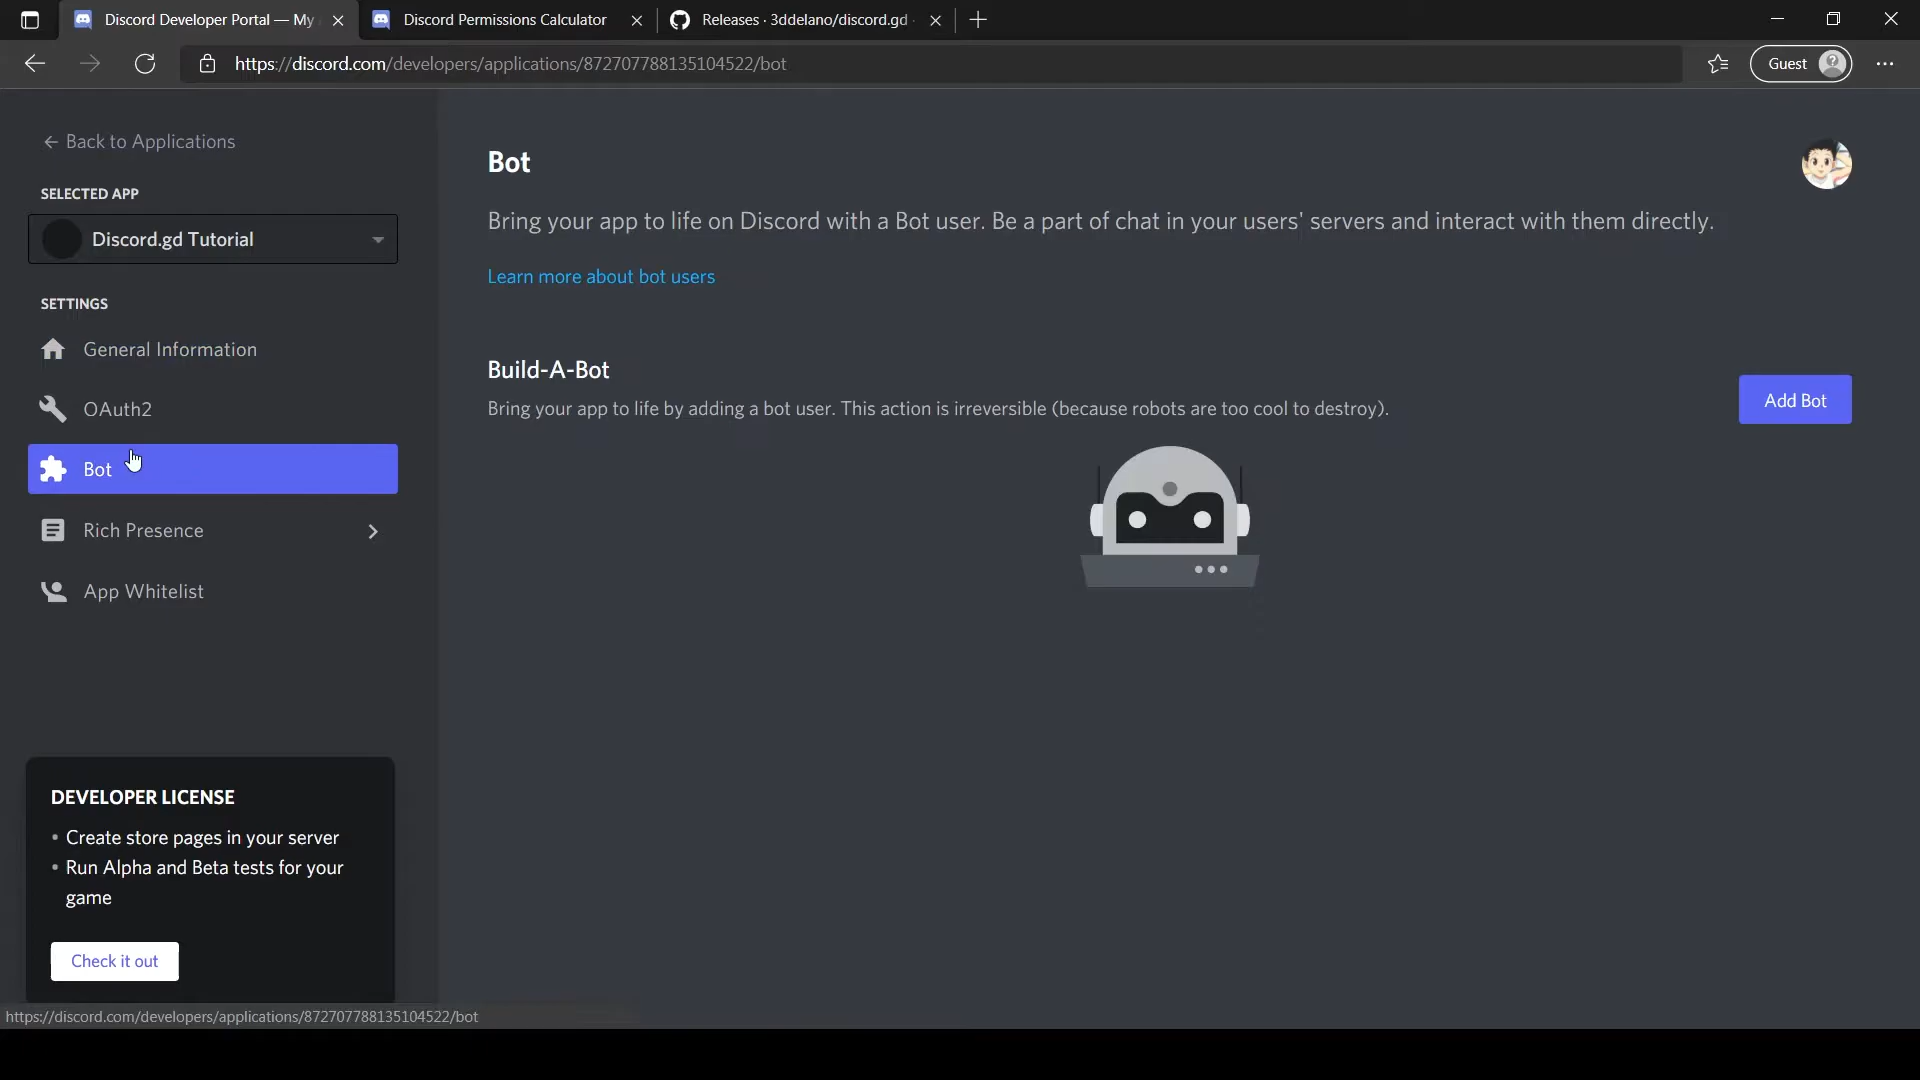 Discord Developer Portal — My
Discord Permissions Calculator
Releases · 3ddelano/discord.gd
https://discord.com/developers/applications/872707788135104522/bot
Guest
← Back to Applications
SELECTED APP
Discord.gd Tutorial
SETTINGS
General Information
OAuth2
Bot
Rich Presence
App Whitelist
DEVELOPER LICENSE
• Create store pages in your server
• Run Alpha and Beta tests for your
game
Check it out
Bot
Bring your app to life on Discord with a Bot user. Be a part of chat in your users' servers and interact with them directly.
Learn more about bot users
Build-A-Bot
Bring your app to life by adding a bot user. This action is irreversible (because robots are too cool to destroy).
Add Bot
https://discord.com/developers/applications/872707788135104522/bot